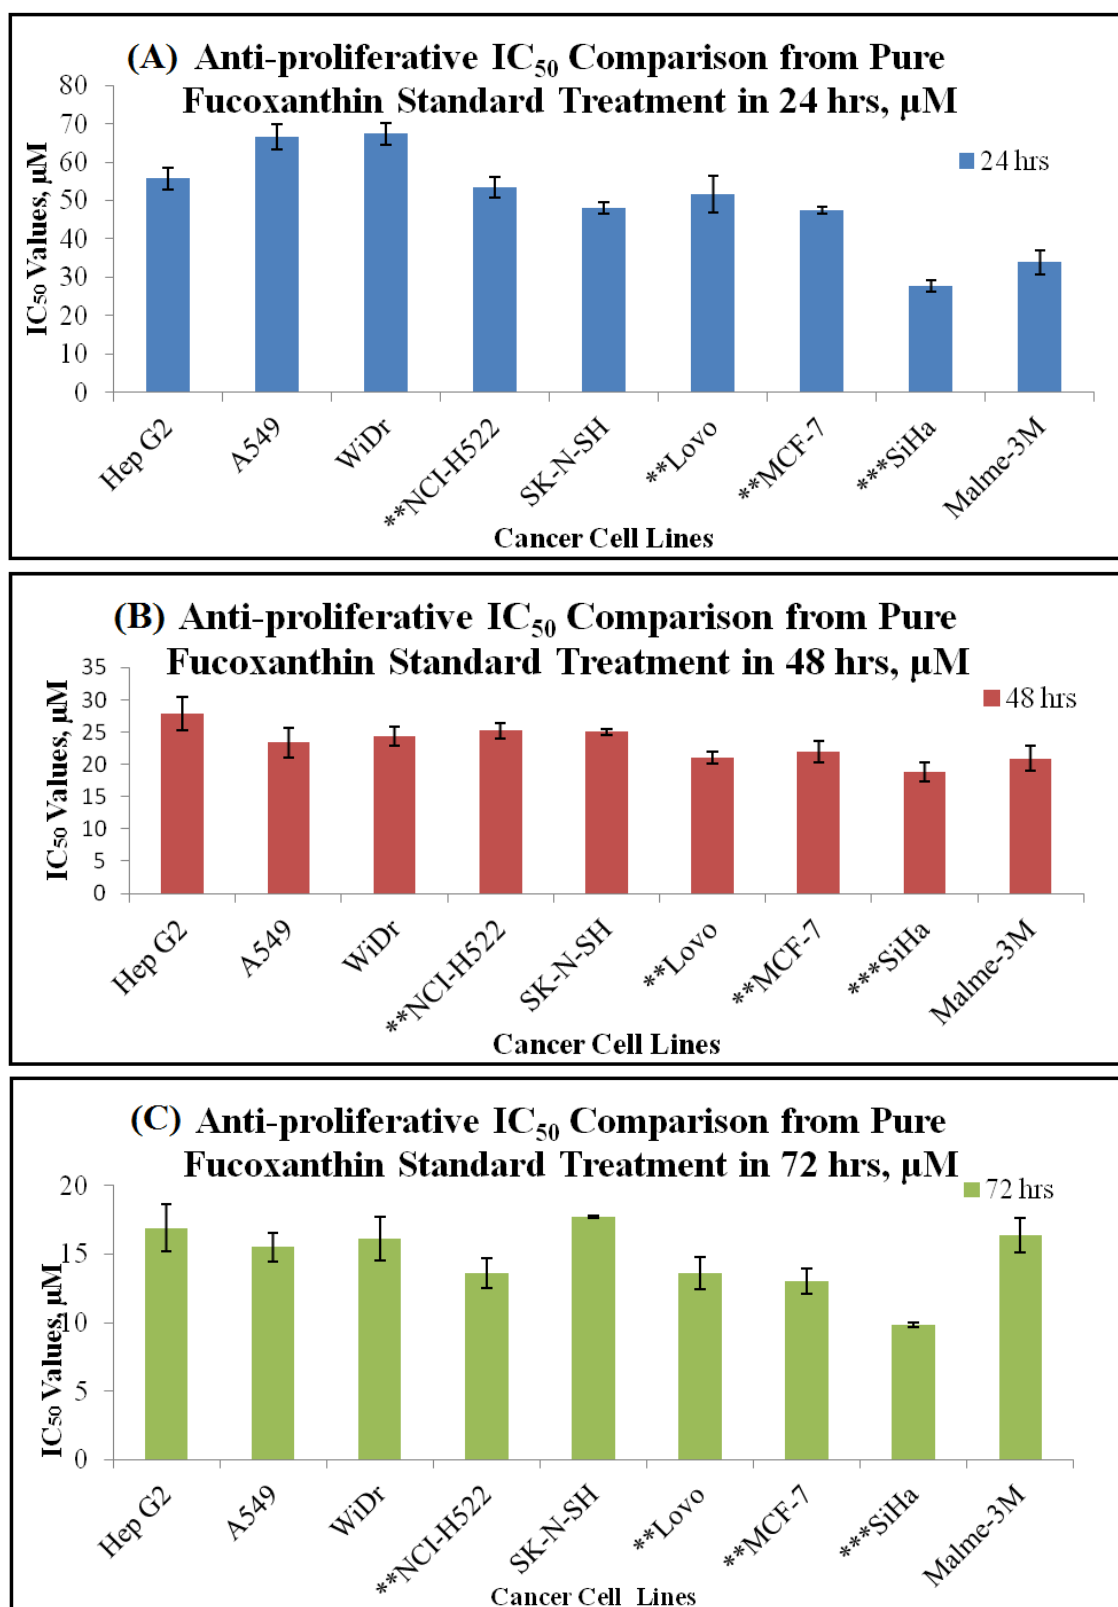 (A) Anti-proliferative IC₅₀ Comparison from Pure
Fucoxanthin Standard Treatment in 24 hrs, µM
IC₅₀ Values, µM
80
70
60
50
40
30
20
10
0
24 hrs
Hep G2
A549
WiDr
**NCI-H522
SK-N-SH
**Lovo
**MCF-7
***SiHa
Malme-3M
Cancer Cell Lines
(B) Anti-proliferative IC₅₀ Comparison from Pure
Fucoxanthin Standard Treatment in 48 hrs, µM
IC₅₀ Values, µM
35
30
25
20
15
10
5
0
48 hrs
Hep G2
A549
WiDr
**NCI-H522
SK-N-SH
**Lovo
**MCF-7
***SiHa
Malme-3M
Cancer Cell Lines
(C) Anti-proliferative IC₅₀ Comparison from Pure
Fucoxanthin Standard Treatment in 72 hrs, µM
IC₅₀ Values, µM
20
15
10
5
0
72 hrs
Hep G2
A549
WiDr
**NCI-H522
SK-N-SH
**Lovo
**MCF-7
***SiHa
Malme-3M
Cancer Cell Lines